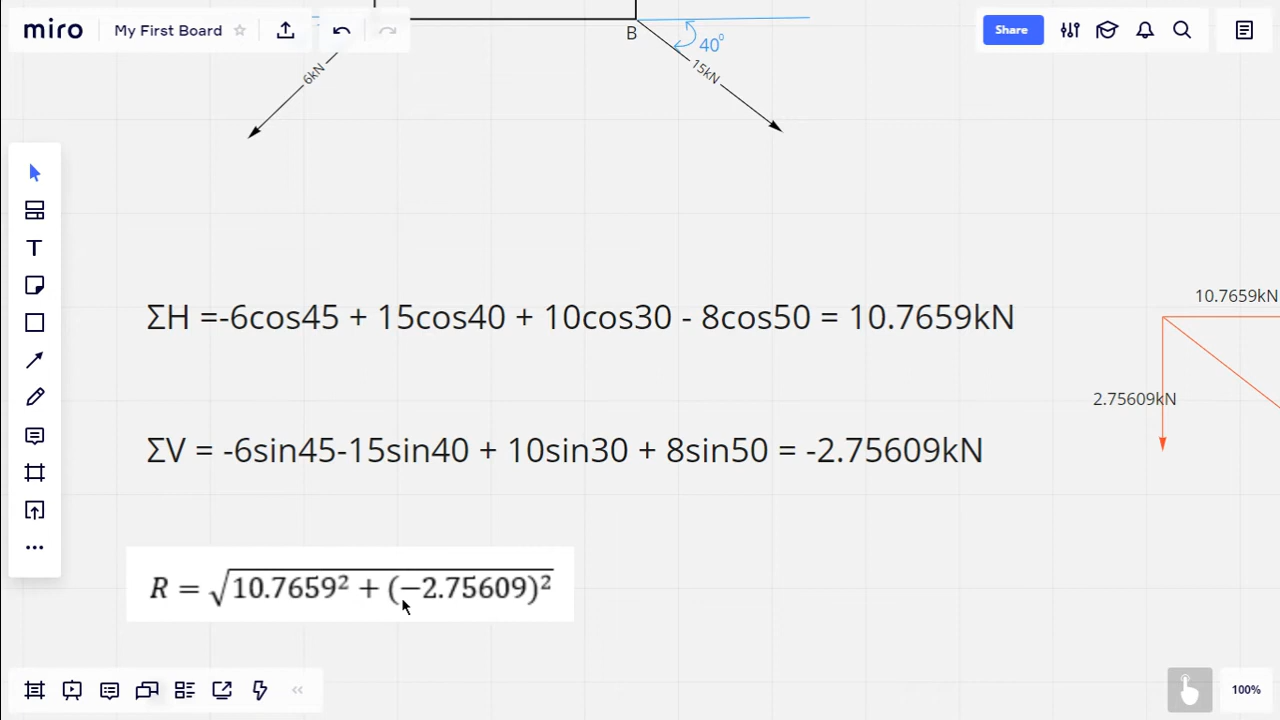 miro
My First Board
Share
B
40⁰
6kN
15kN
ΣH =-6cos45 + 15cos40 + 10cos30 - 8cos50 = 10.7659kN
10.7659kN
2.75609kN
ΣV = -6sin45-15sin40 + 10sin30 + 8sin50 = -2.75609kN
R = √10.7659² + (−2.75609)²
100%